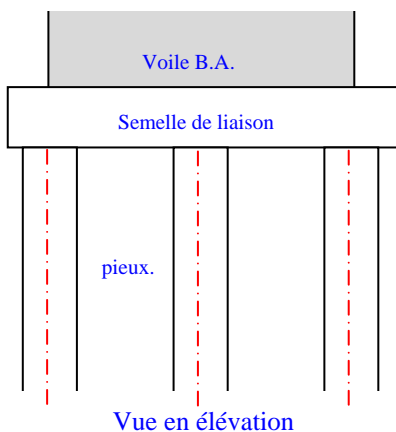 Voile B.A.
Semelle de liaison
pieux.
Vue en élévation